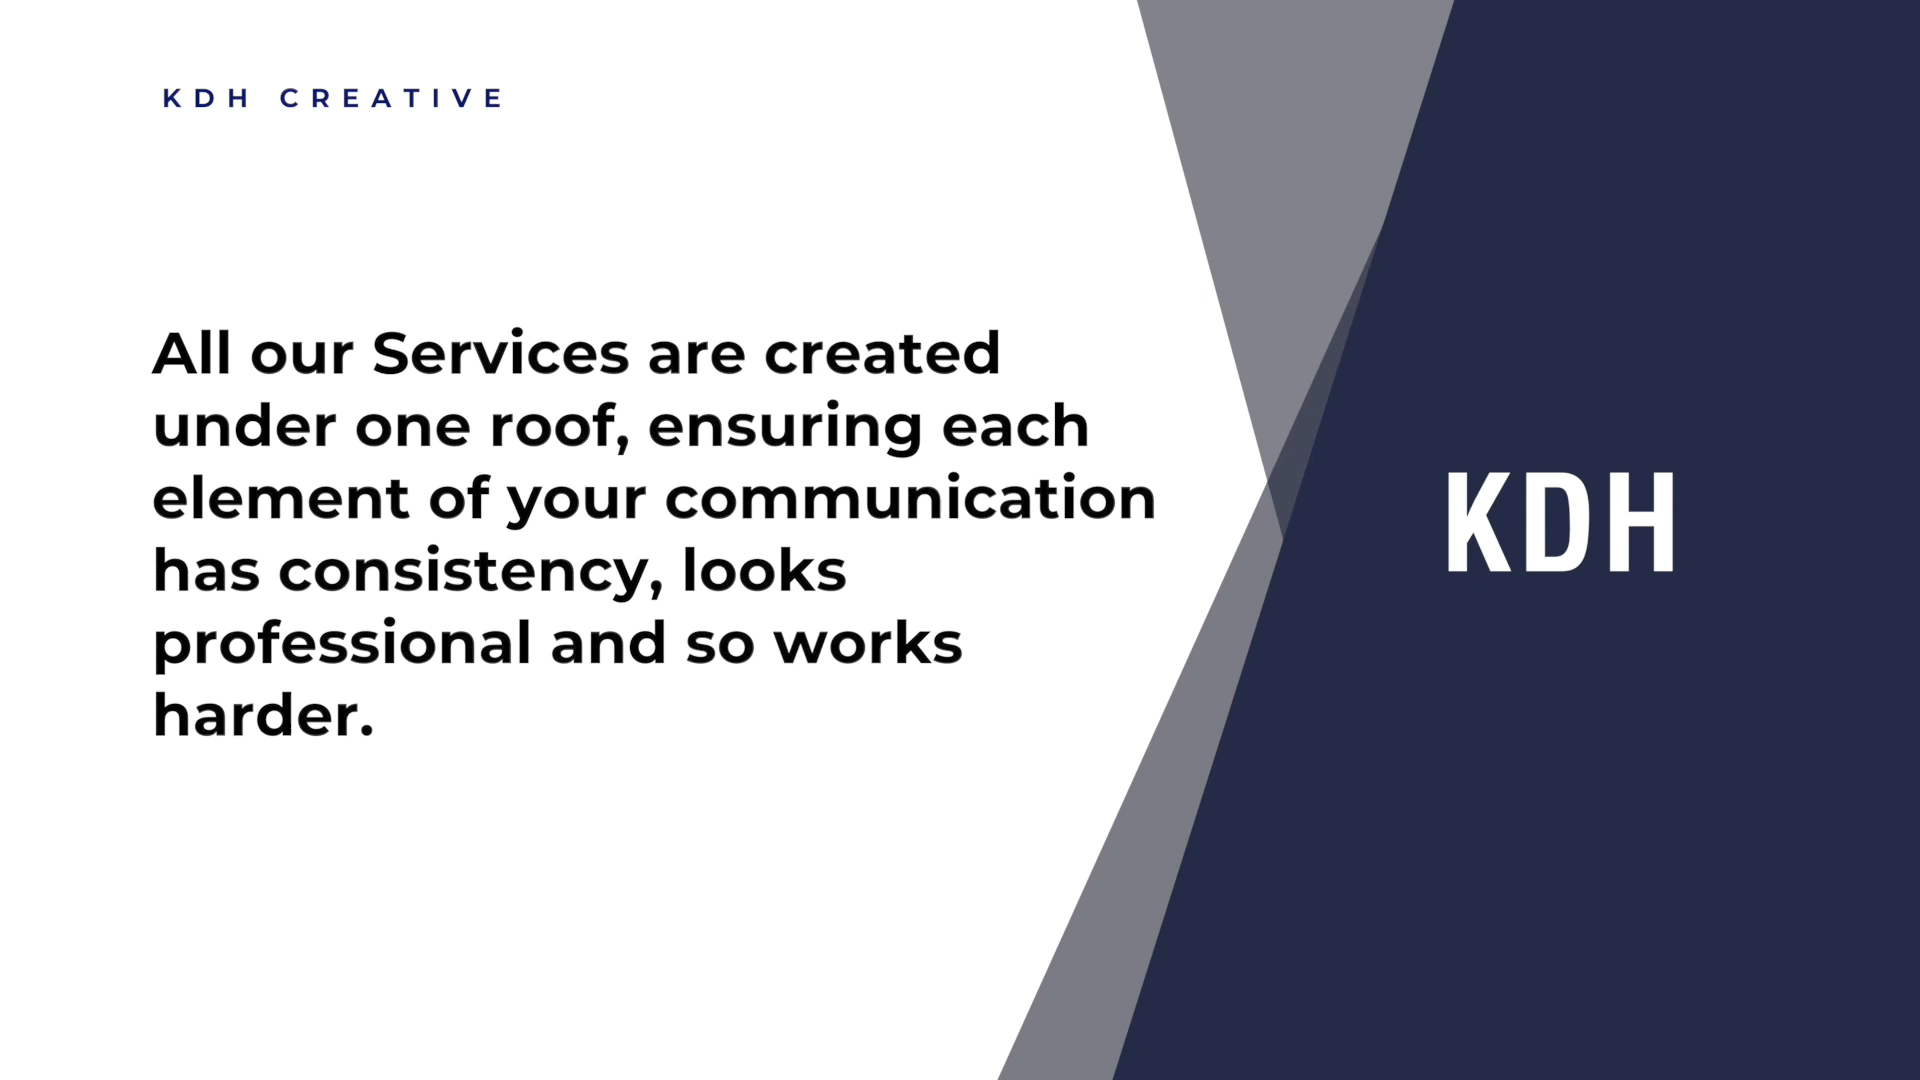 KDH CREATIVE
All our Services are created
under one roof, ensuring each
element of your communication
has consistency, looks
professional and so works
harder.
KDH